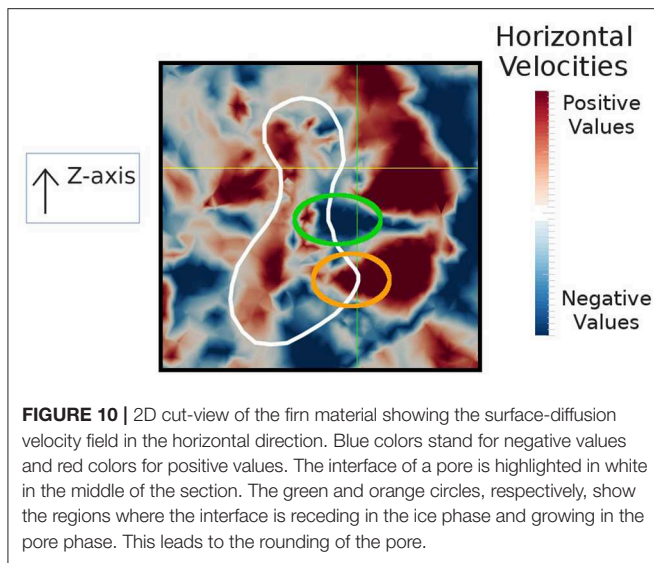 Horizontal
Velocities
Positive
Values
Z-axis
Negative
Values
FIGURE 10 | 2D cut-view of the firn material showing the surface-diffusion
velocity field in the horizontal direction. Blue colors stand for negative values
and red colors for positive values. The interface of a pore is highlighted in white
in the middle of the section. The green and orange circles, respectively, show
the regions where the interface is receding in the ice phase and growing in the
pore phase. This leads to the rounding of the pore.